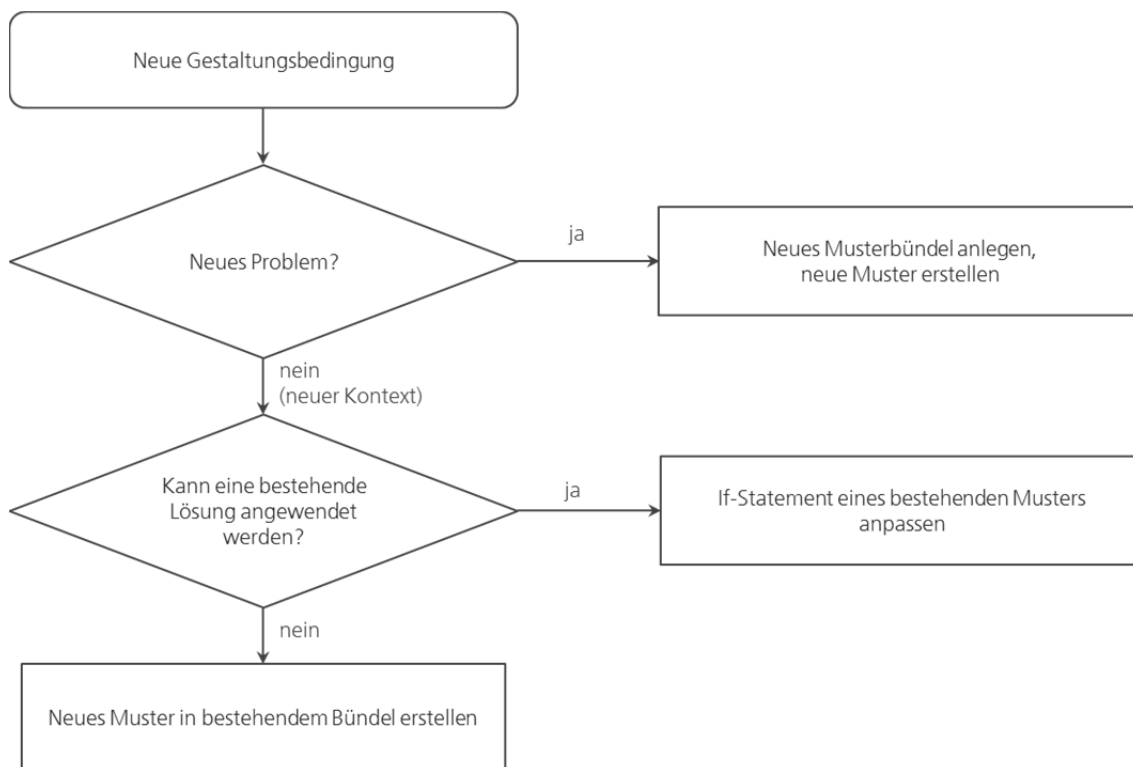 Neue Gestaltungsbedingung
Neues Problem?
ja
Neues Musterbündel anlegen,
neue Muster erstellen
nein
(neuer Kontext)
Kann eine bestehende
Lösung angewendet
werden?
ja
If-Statement eines bestehenden Musters
anpassen
nein
Neues Muster in bestehendem Bündel erstellen